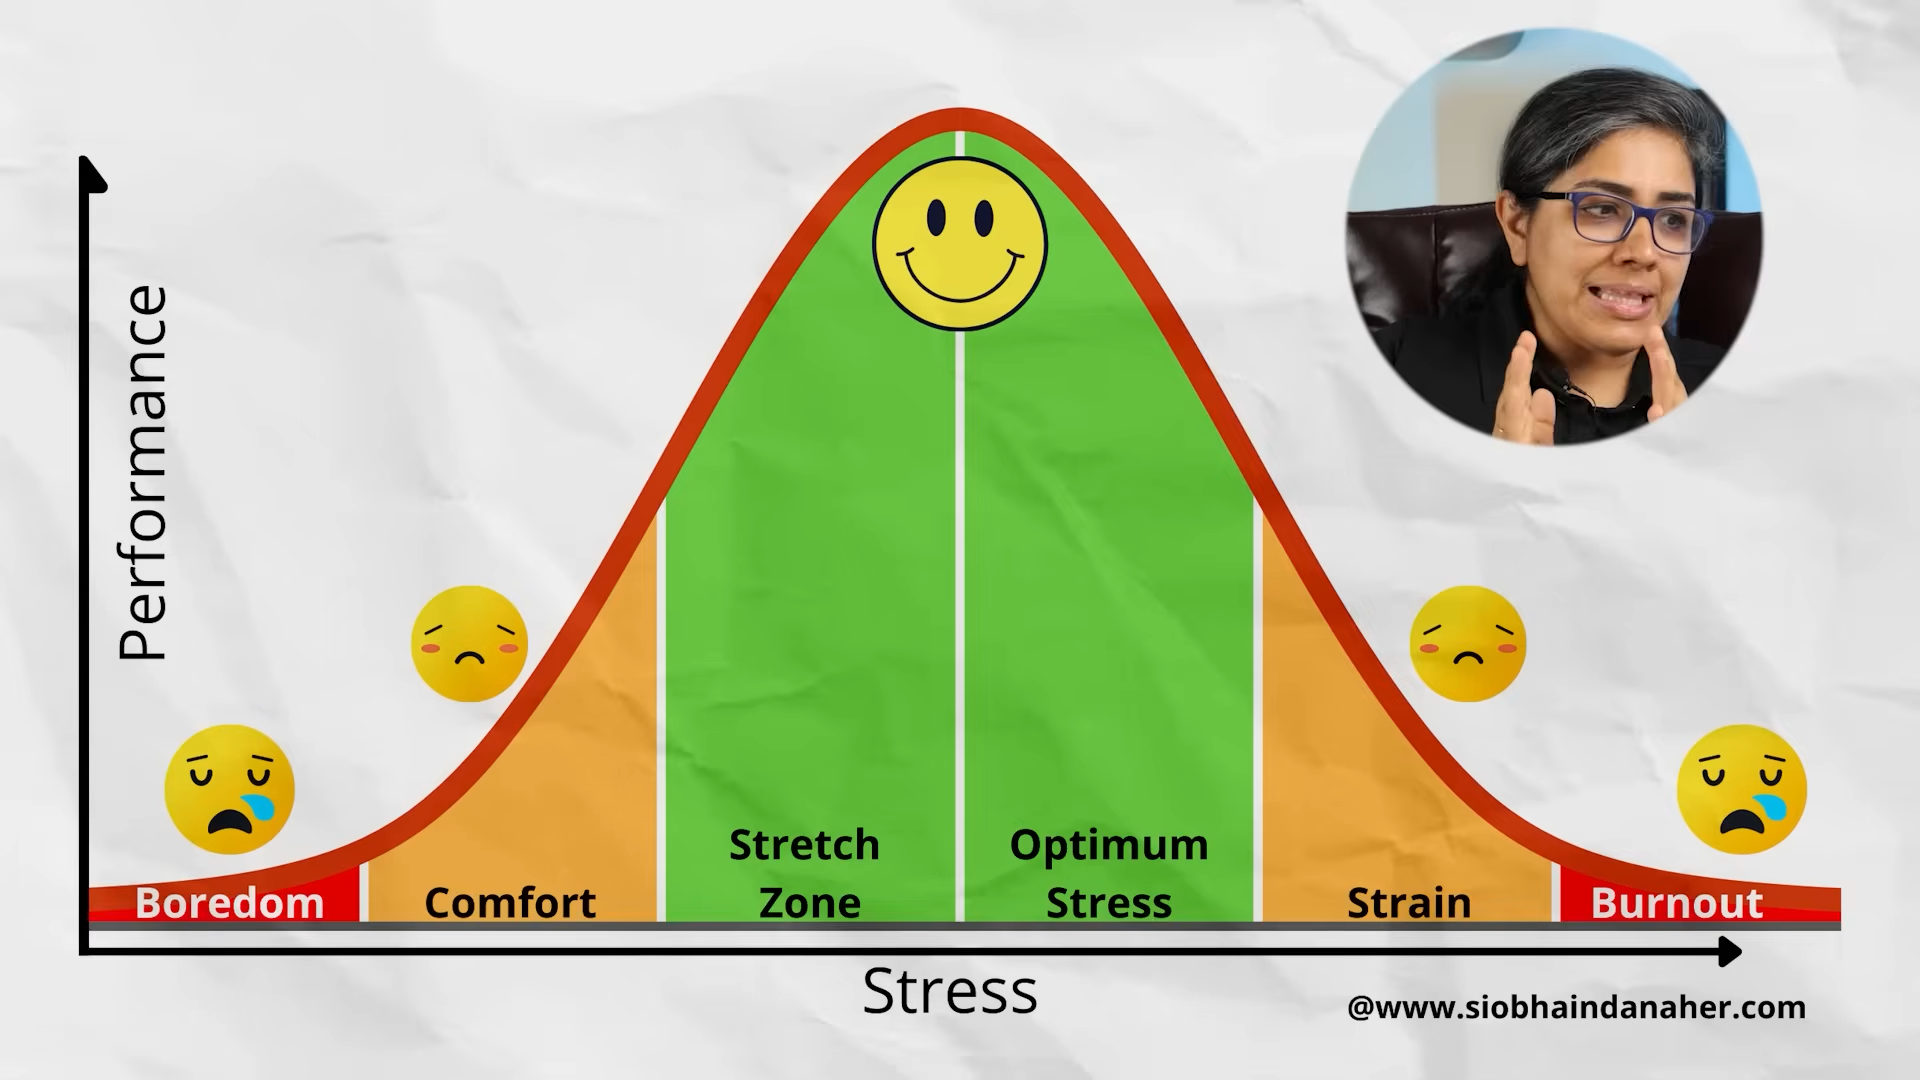 Performance
Boredom
Comfort
Stretch
Zone
Optimum
Stress
Strain
Burnout
Stress
@www.siobhaindanaher.com